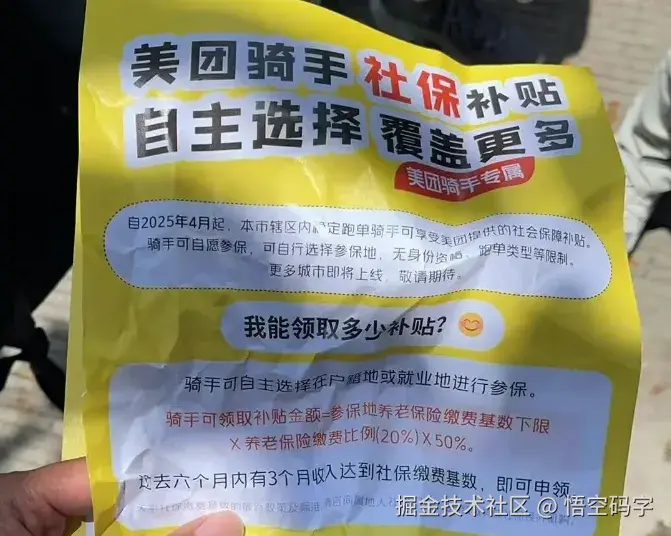 美团骑手 社保补贴
自主选择 覆盖更多
美团骑手专属
自2025年4月起，本市辖区内稳定跑单骑手可享受美团提供的社会保障补贴。
骑手可自愿参保，可自行选择参保地，无身份资格、跑单类型等限制。
更多城市即将上线，敬请期待。
我能领取多少补贴？
骑手可自主选择在户籍地或就业地进行参保。
骑手可领取补贴金额=参保地养老保险缴费基数下限
X养老保险缴费比例(20%)X50%。
过去六个月内有3个月收入达到社保缴费基数，即可申领
掘金技术社区 @ 悟空码字